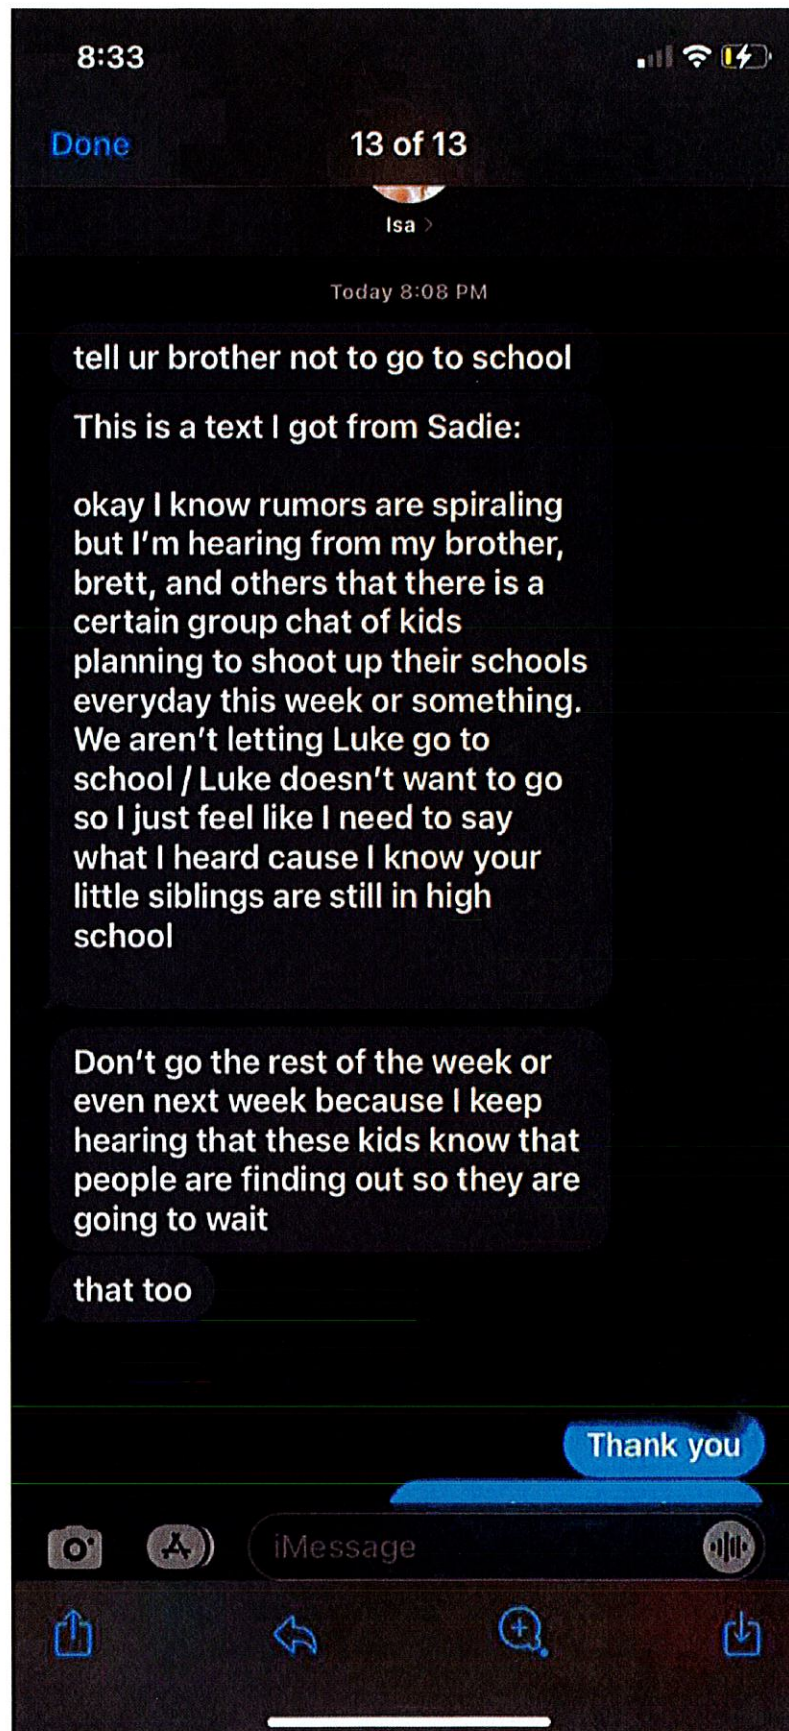 8:33
Done
13 of 13
Isa >
Today 8:08 PM
tell ur brother not to go to school
This is a text I got from Sadie:
okay I know rumors are spiraling
but I'm hearing from my brother,
brett, and others that there is a
certain group chat of kids
planning to shoot up their schools
everyday this week or something.
We aren't letting Luke go to
school / Luke doesn't want to go
so I just feel like I need to say
what I heard cause I know your
little siblings are still in high
school
Don't go the rest of the week or
even next week because I keep
hearing that these kids know that
people are finding out so they are
going to wait
that too
Thank you
iMessage